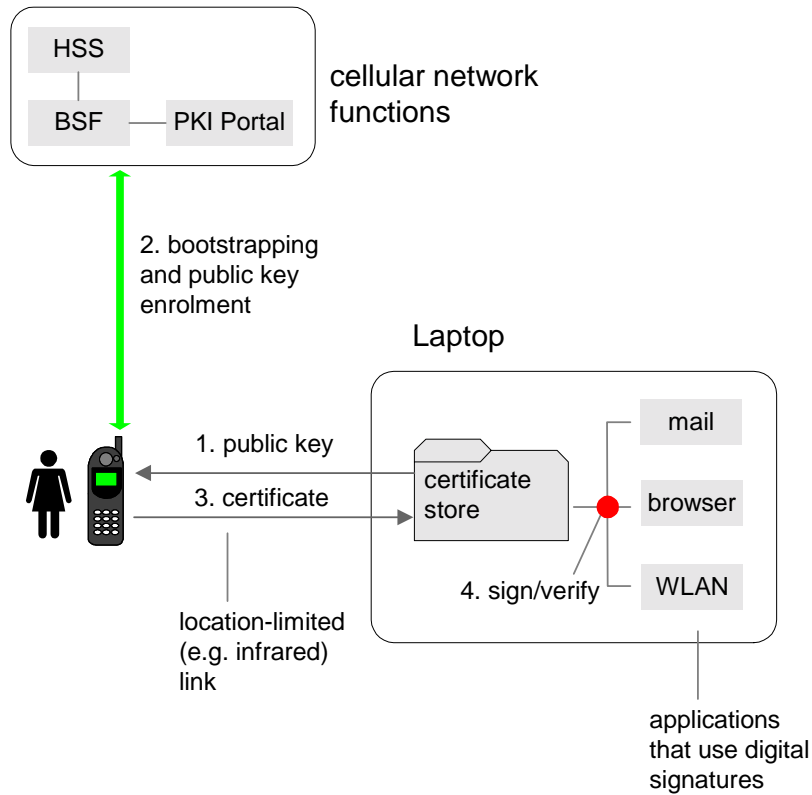 HSS
BSF
PKI Portal
cellular network
functions
2. bootstrapping
and public key
enrolment
Laptop
1. public key
3. certificate
certificate
store
mail
browser
WLAN
4. sign/verify
location-limited
(e.g. infrared)
link
applications
that use digital
signatures